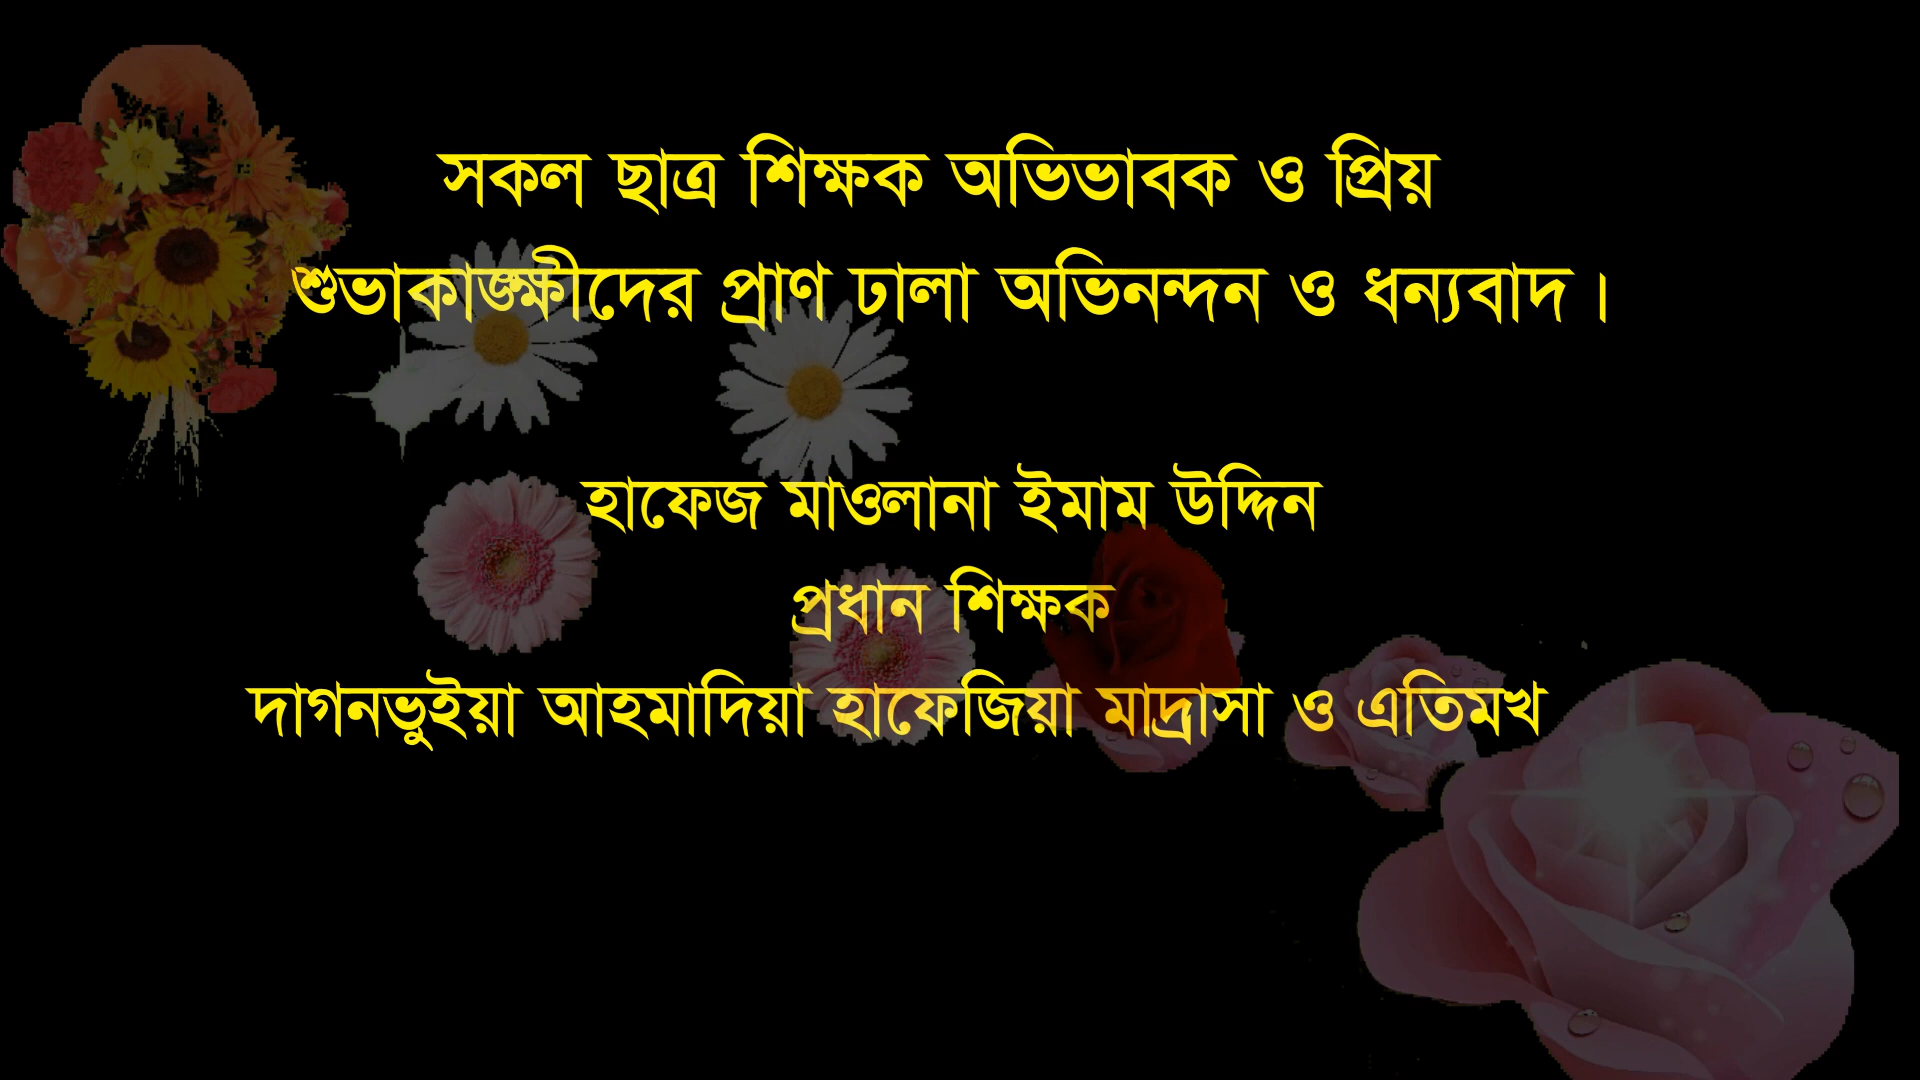 সকল ছাত্র শিক্ষক অভিভাবক ও প্রিয়
শুভাকাঙ্ক্ষীদের প্রাণ ঢালা অভিনন্দন ও ধন্যবাদ।
হাফেজ মাওলানা ইমাম উদ্দিন
প্রধান শিক্ষক
দাগনভুইয়া আহমাদিয়া হাফেজিয়া মাদ্রাসা ও এতিমখ